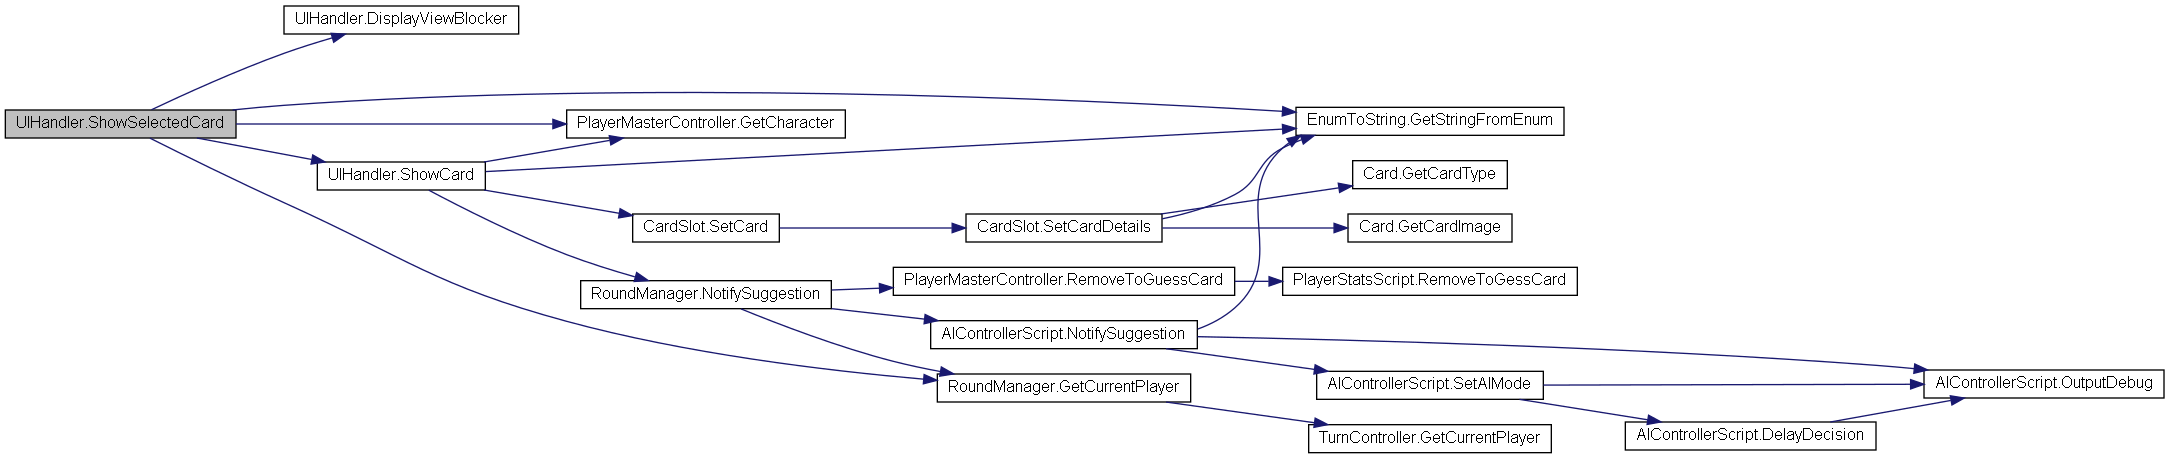 UIHandler.DisplayViewBlocker
UIHandler.ShowSelectedCard
PlayerMasterController.GetCharacter
EnumToString.GetStringFromEnum
UIHandler.ShowCard
Card.GetCardType
CardSlot.SetCard
CardSlot.SetCardDetails
Card.GetCardImage
RoundManager.NotifySuggestion
PlayerMasterController.RemoveToGuessCard
PlayerStatsScript.RemoveToGessCard
AIControllerScript.NotifySuggestion
RoundManager.GetCurrentPlayer
AIControllerScript.SetAIMode
AIControllerScript.OutputDebug
TurnController.GetCurrentPlayer
AIControllerScript.DelayDecision